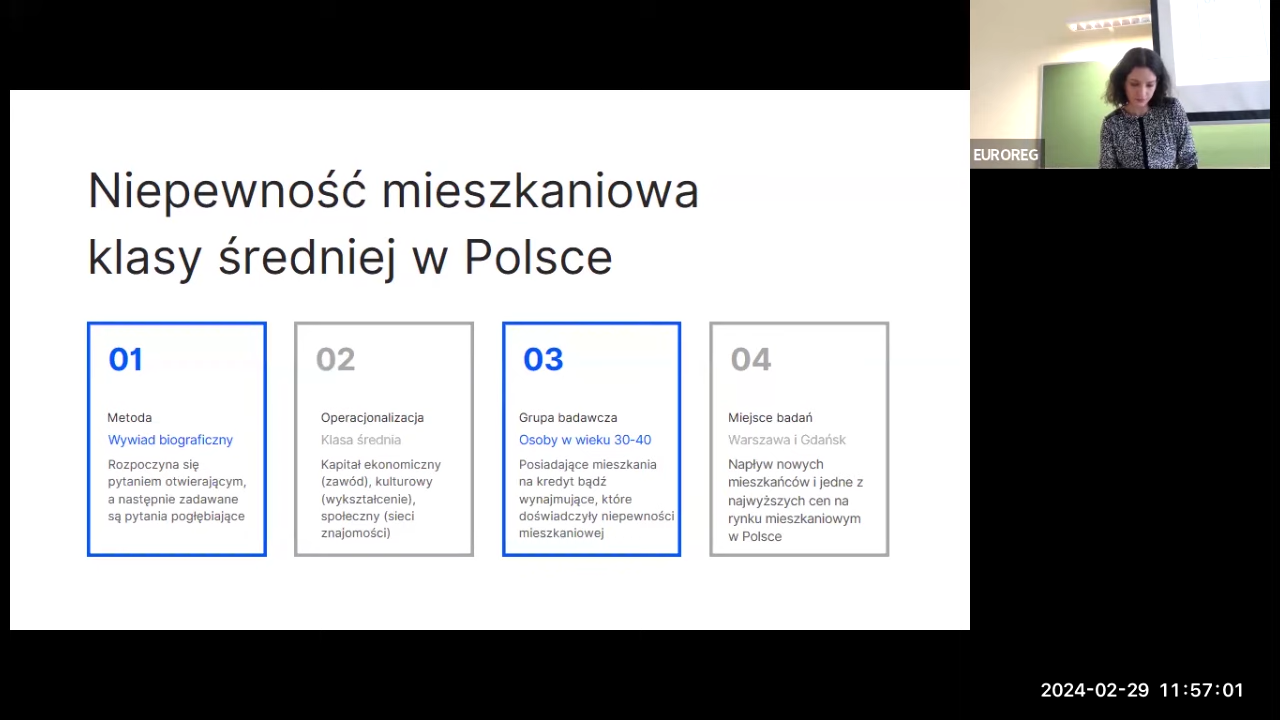 EUROREG
Niepewność mieszkaniowa
klasy średniej w Polsce
01
Metoda
Wywiad biograficzny
Rozpoczyna się
pytaniem otwierającym,
a następnie zadawane
są pytania pogłębiające
02
Operacjonalizacja
Klasa średnia
Kapitał ekonomiczny
(zawód), kulturowy
(wykształcenie),
społeczny (sieci
znajomości)
03
Grupa badawcza
Osoby w wieku 30-40
Posiadające mieszkania
na kredyt bądź
wynajmujące, które
doświadczyły niepewności
mieszkaniowej
04
Miejsce badań
Warszawa i Gdańsk
Napływ nowych
mieszkańców i jedne z
najwyższych cen na
rynku mieszkaniowym
w Polsce
2024-02-29 11:57:01